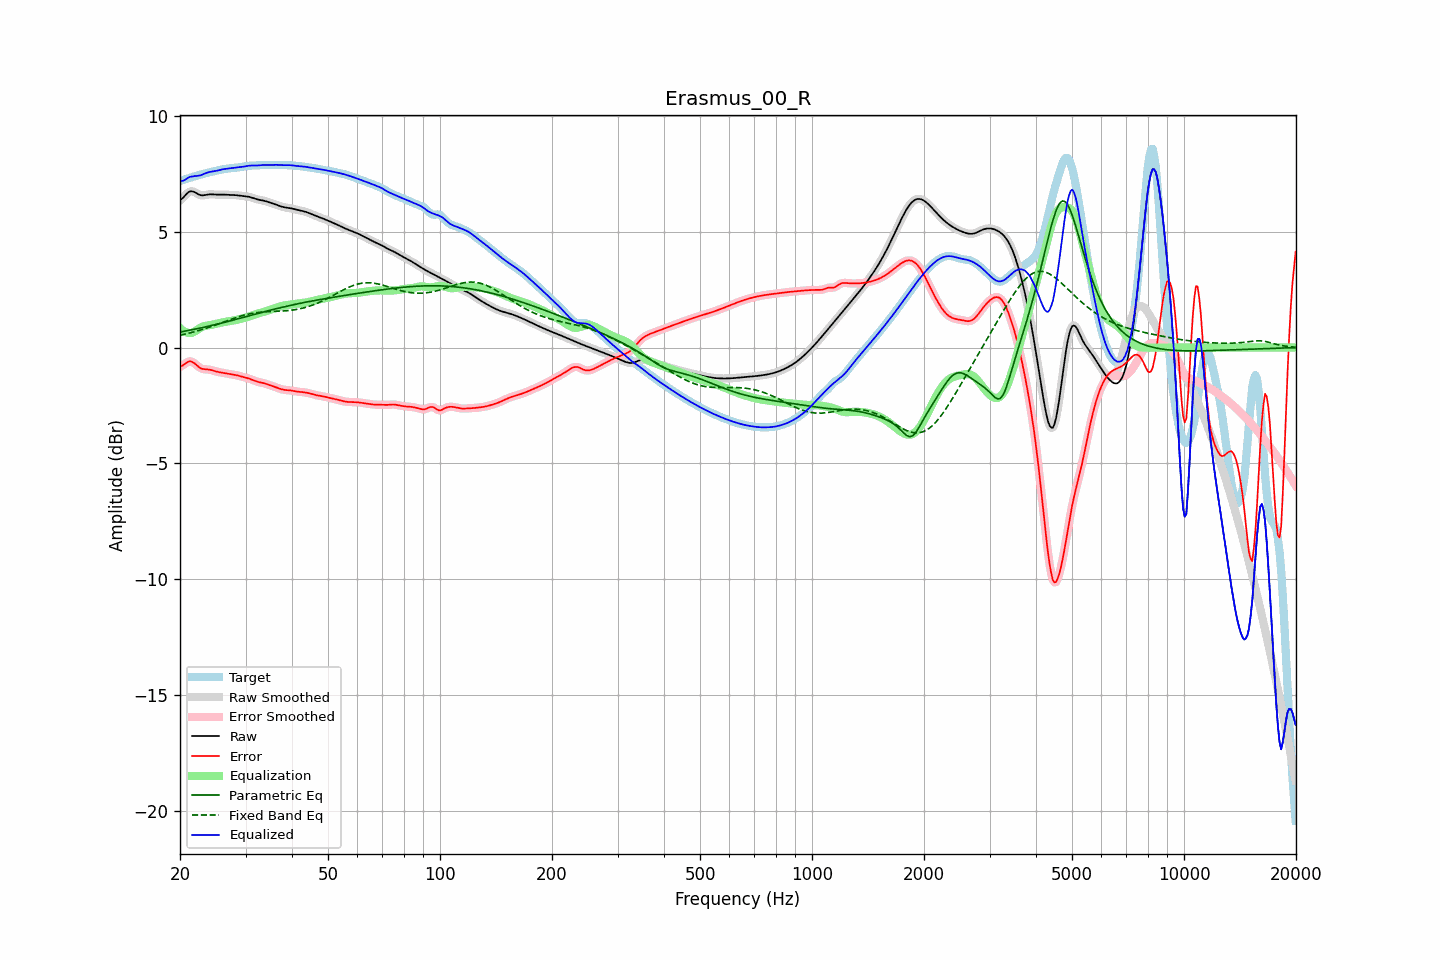 Erasmus_00_R
10
5
0
−5
−10
−15
−20
Amplitude (dBr)
Target
Raw Smoothed
Error Smoothed
Raw
Error
Equalization
Parametric Eq
Fixed Band Eq
Equalized
20 50 100 200 500 1000 2000 5000 10000 20000
Frequency (Hz)